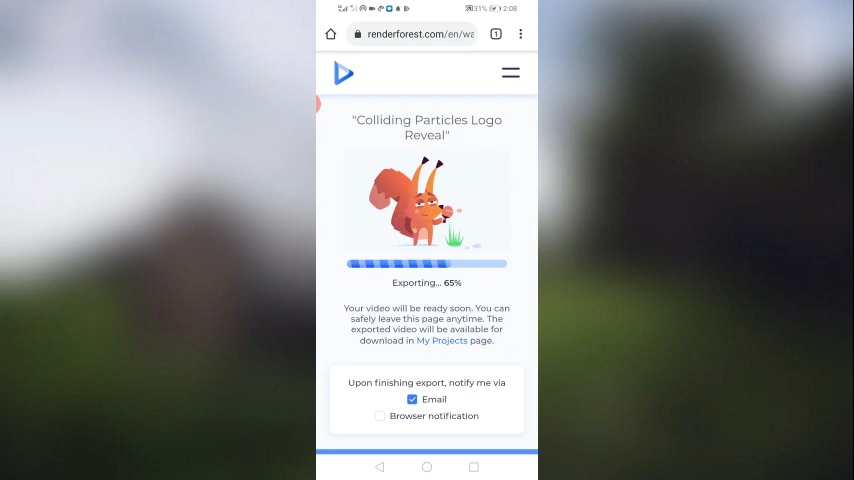 31% 2:08
renderforest.com/en/wa
1
"Colliding Particles Logo
Reveal"
Exporting... 65%
Your video will be ready soon. You can
safely leave this page anytime. The
exported video will be available for
download in My Projects page.
Upon finishing export, notify me via
Email
Browser notification